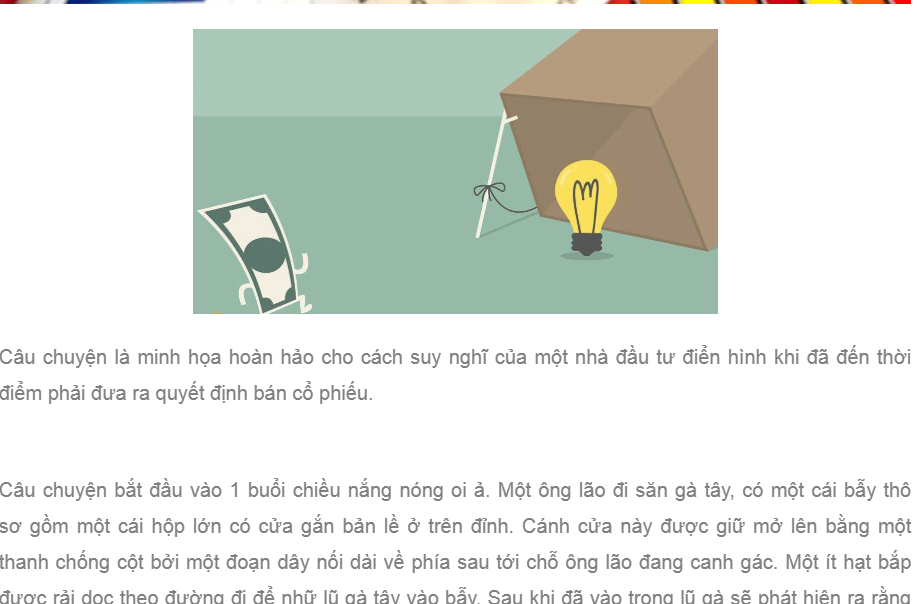 Câu chuyện là minh họa hoàn hảo cho cách suy nghĩ của một nhà đầu tư điển hình khi đã đến thời
điểm phải đưa ra quyết định bán cổ phiếu.
Câu chuyện bắt đầu vào 1 buổi chiều nắng nóng oi ả. Một ông lão đi săn gà tây, có một cái bẫy thô
sơ gồm một cái hộp lớn có cửa gắn bản lề ở trên đỉnh. Cánh cửa này được giữ mở lên bằng một
thanh chống cột bởi một đoạn dây nối dài về phía sau tới chỗ ông lão đang canh gác. Một ít hạt bắp
được rải dọc theo đường đi để nhữ lũ gà tây vào bẫy. Sau khi đã vào trong lũ gà sẽ phát hiện ra rằng